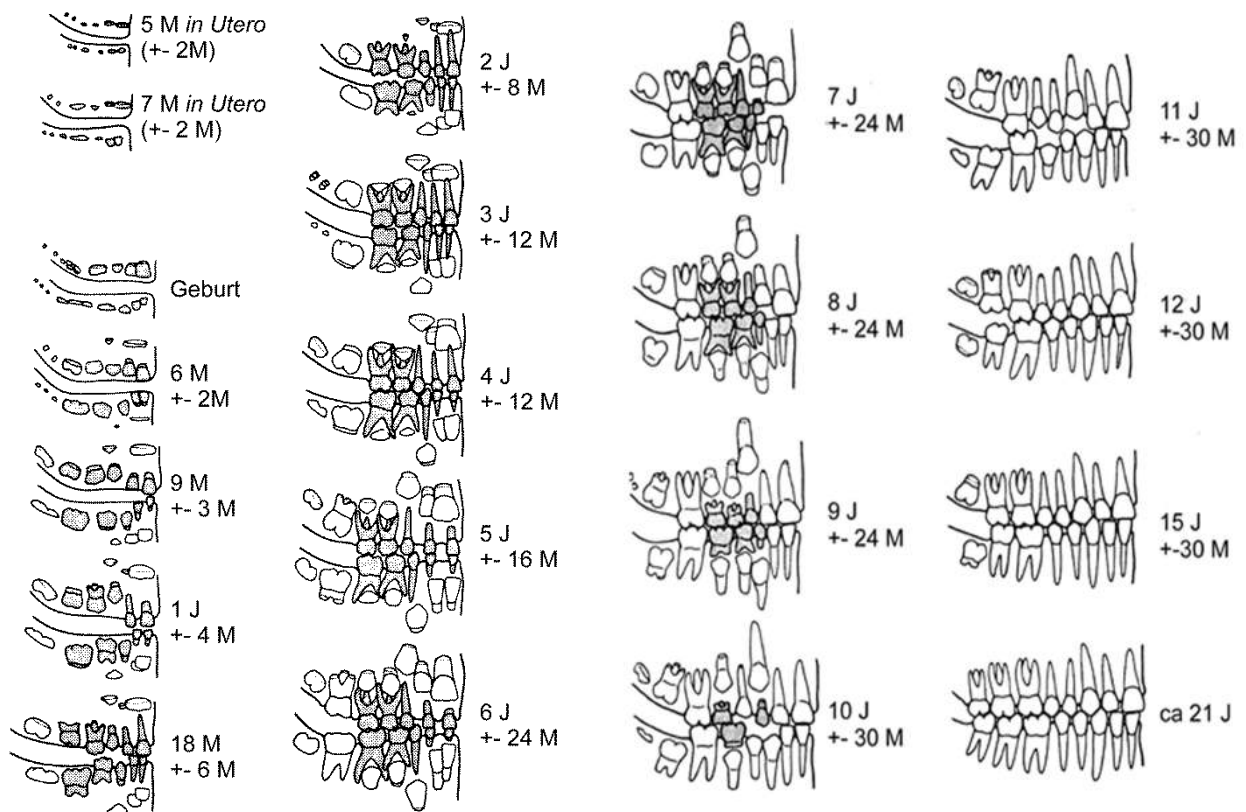 5 M in Utero
(+- 2M)
7 M in Utero
(+- 2 M)
Geburt
6 M
+- 2M
9 M
+- 3 M
1 J
+- 4 M
18 M
+- 6 M
2 J
+- 8 M
3 J
+- 12 M
4 J
+- 12 M
5 J
+- 16 M
6 J
+- 24 M
7 J
+- 24 M
8 J
+- 24 M
9 J
+- 24 M
10 J
+- 30 M
11 J
+- 30 M
12 J
+-30 M
15 J
+-30 M
ca 21 J